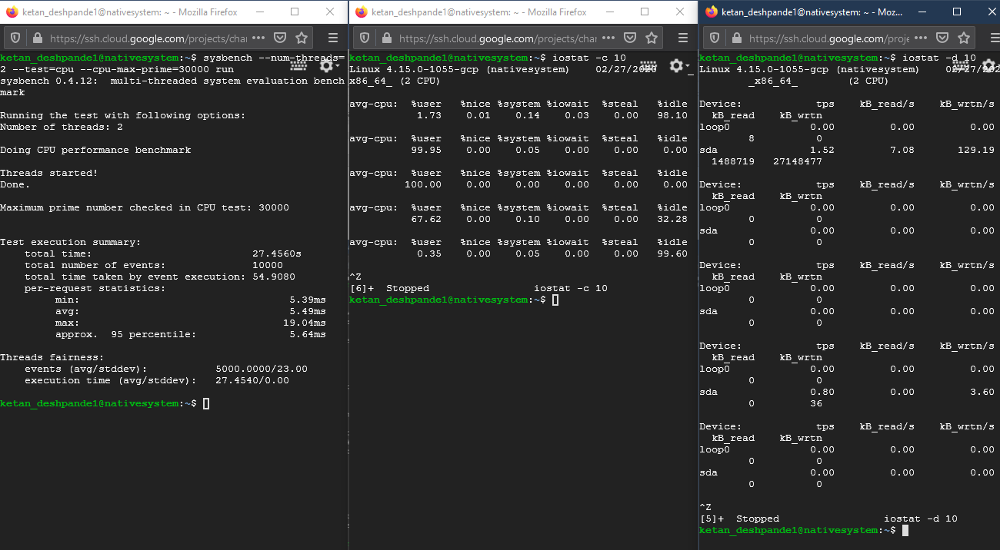 ketan_deshpande1@nativesystem: ~ - Mozilla Firefox
https://ssh.cloud.google.com/projects/char
ketan_deshpande1@nativesystem:~$ sysbench --num-threads=
2 --test=cpu --cpu-max-prime=30000 run
sysbench 0.4.12:  multi-threaded system evaluation bench
mark

Running the test with following options:
Number of threads: 2

Doing CPU performance benchmark

Threads started!
Done.

Maximum prime number checked in CPU test: 30000


Test execution summary:
    total time:                          27.4560s
    total number of events:              10000
    total time taken by event execution: 54.9080
    per-request statistics:
         min:                                  5.39ms
         avg:                                  5.49ms
         max:                                 19.04ms
         approx.  95 percentile:               5.64ms

Threads fairness:
    events (avg/stddev):           5000.0000/23.00
    execution time (avg/stddev):   27.4540/0.00

ketan_deshpande1@nativesystem:~$
ketan_deshpande1@nativesystem: ~ - Mozilla Firefox
https://ssh.cloud.google.com/projects/char
ketan_deshpande1@nativesystem:~$ iostat -c 10
Linux 4.15.0-1055-gcp (nativesystem)    02/27/2020      _
x86_64_ (2 CPU)

avg-cpu:  %user   %nice %system %iowait  %steal   %idle
           1.73    0.01    0.14    0.03    0.00   98.10

avg-cpu:  %user   %nice %system %iowait  %steal   %idle
          99.95    0.00    0.05    0.00    0.00    0.00

avg-cpu:  %user   %nice %system %iowait  %steal   %idle
         100.00    0.00    0.00    0.00    0.00    0.00

avg-cpu:  %user   %nice %system %iowait  %steal   %idle
          67.62    0.00    0.10    0.00    0.00   32.28

avg-cpu:  %user   %nice %system %iowait  %steal   %idle
           0.35    0.00    0.05    0.00    0.00   99.60

^Z
[6]+  Stopped                 iostat -c 10
ketan_deshpande1@nativesystem:~$
ketan_deshpande1@nativesystem: ~ - Moz...
https://ssh.cloud.google.com/proje
ketan_deshpande1@nativesystem:~$ iostat -d 10
Linux 4.15.0-1055-gcp (nativesystem)    02/27/202
        _x86_64_        (2 CPU)

Device:            tps    kB_read/s    kB_wrtn/s
  kB_read    kB_wrtn
loop0             0.00         0.00         0.00
        8          0
sda               1.52         7.08       129.19
  1488719   27148477

Device:            tps    kB_read/s    kB_wrtn/s
  kB_read    kB_wrtn
loop0             0.00         0.00         0.00
        0          0
sda               0.00         0.00         0.00
        0          0

Device:            tps    kB_read/s    kB_wrtn/s
  kB_read    kB_wrtn
loop0             0.00         0.00         0.00
        0          0
sda               0.00         0.00         0.00
        0          0

Device:            tps    kB_read/s    kB_wrtn/s
  kB_read    kB_wrtn
loop0             0.00         0.00         0.00
        0          0
sda               0.80         0.00         3.60
        0         36

Device:            tps    kB_read/s    kB_wrtn/s
  kB_read    kB_wrtn
loop0             0.00         0.00         0.00
        0          0
sda               0.00         0.00         0.00
        0          0

^Z
[5]+  Stopped                 iostat -d 10
ketan_deshpande1@nativesystem:~$